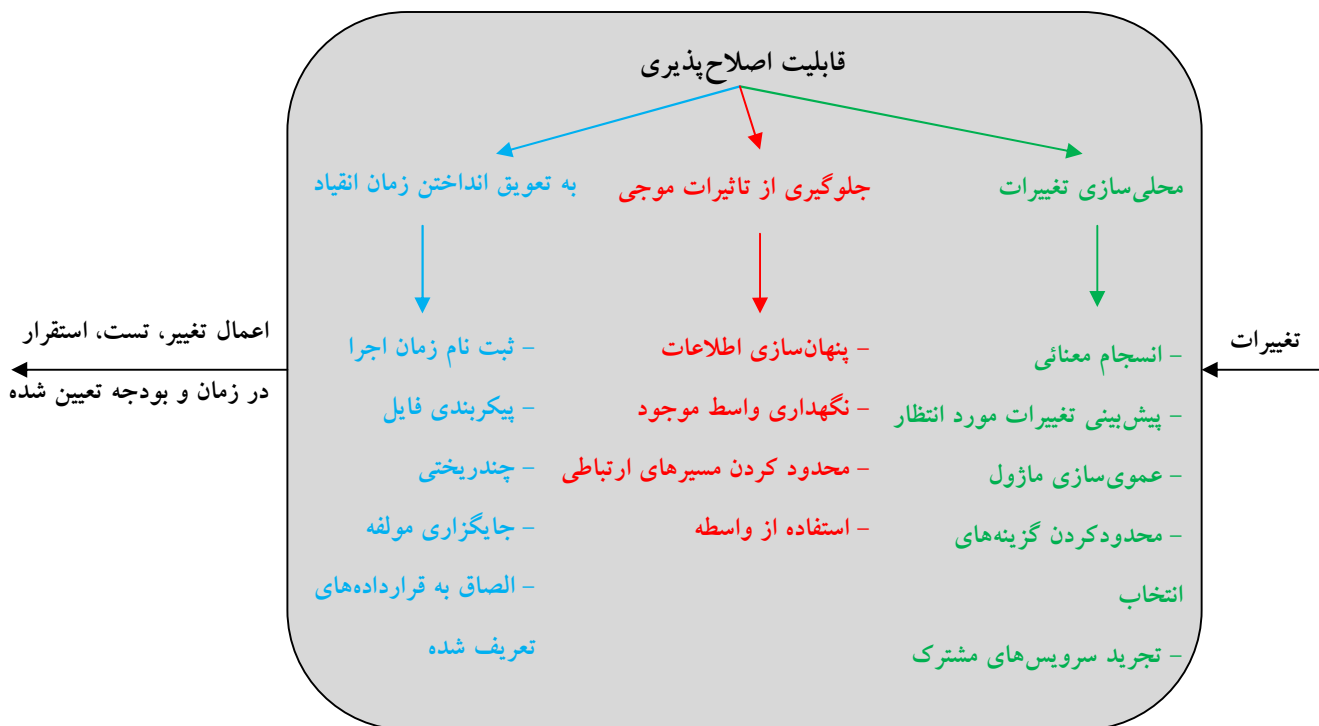 قابلیت اصلاح‌پذیری
محلی‌سازی تغییرات
جلوگیری از تاثیرات موجی
به تعویق انداختن زمان انقیاد
تغییرات
– انسجام معنائی
– پیش‌بینی تغییرات مورد انتظار
– عموی‌سازی ماژول
– محدودکردن گزینه‌های
انتخاب
– تجرید سرویس‌های مشترک
– پنهان‌سازی اطلاعات
– نگهداری واسط موجود
– محدود کردن مسیرهای ارتباطی
– استفاده از واسطه
– ثبت نام زمان اجرا
– پیکربندی فایل
– چندریختی
– جایگزاری مولفه
– الصاق به قرارداده‌های
تعریف شده
اعمال تغییر، تست، استقرار
در زمان و بودجه تعیین شده